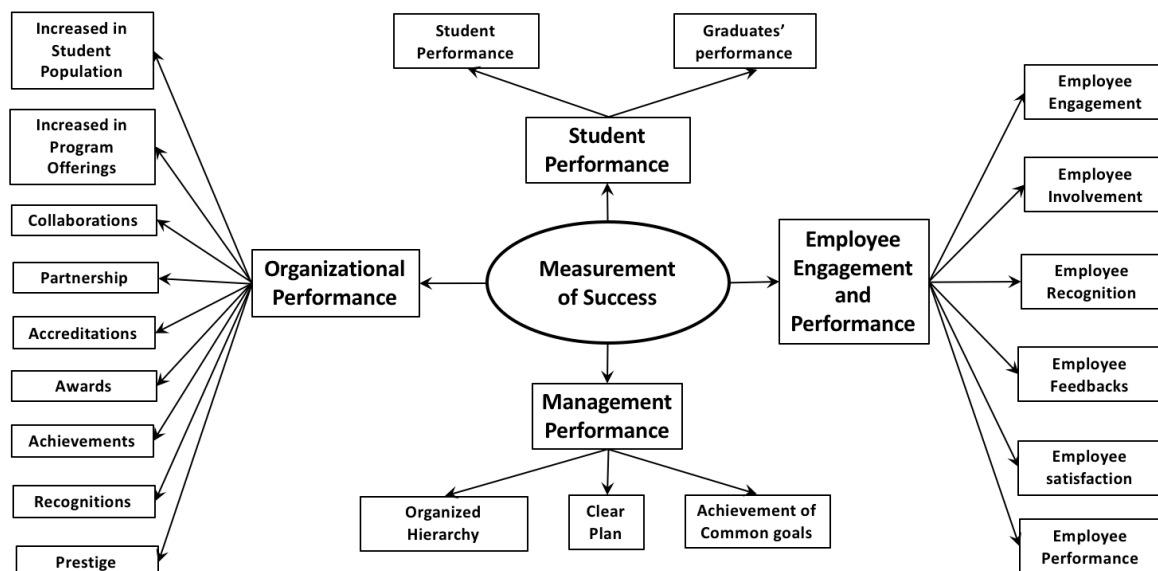 Increased in
Student
Population
Increased in
Program
Offerings
Collaborations
Partnership
Accreditations
Awards
Achievements
Recognitions
Prestige
Organizational
Performance
Student
Performance
Graduates'
performance
Student
Performance
Measurement
of Success
Management
Performance
Organized
Hierarchy
Clear
Plan
Achievement of
Common goals
Employee
Engagement
and
Performance
Employee
Engagement
Employee
Involvement
Employee
Recognition
Employee
Feedbacks
Employee
satisfaction
Employee
Performance